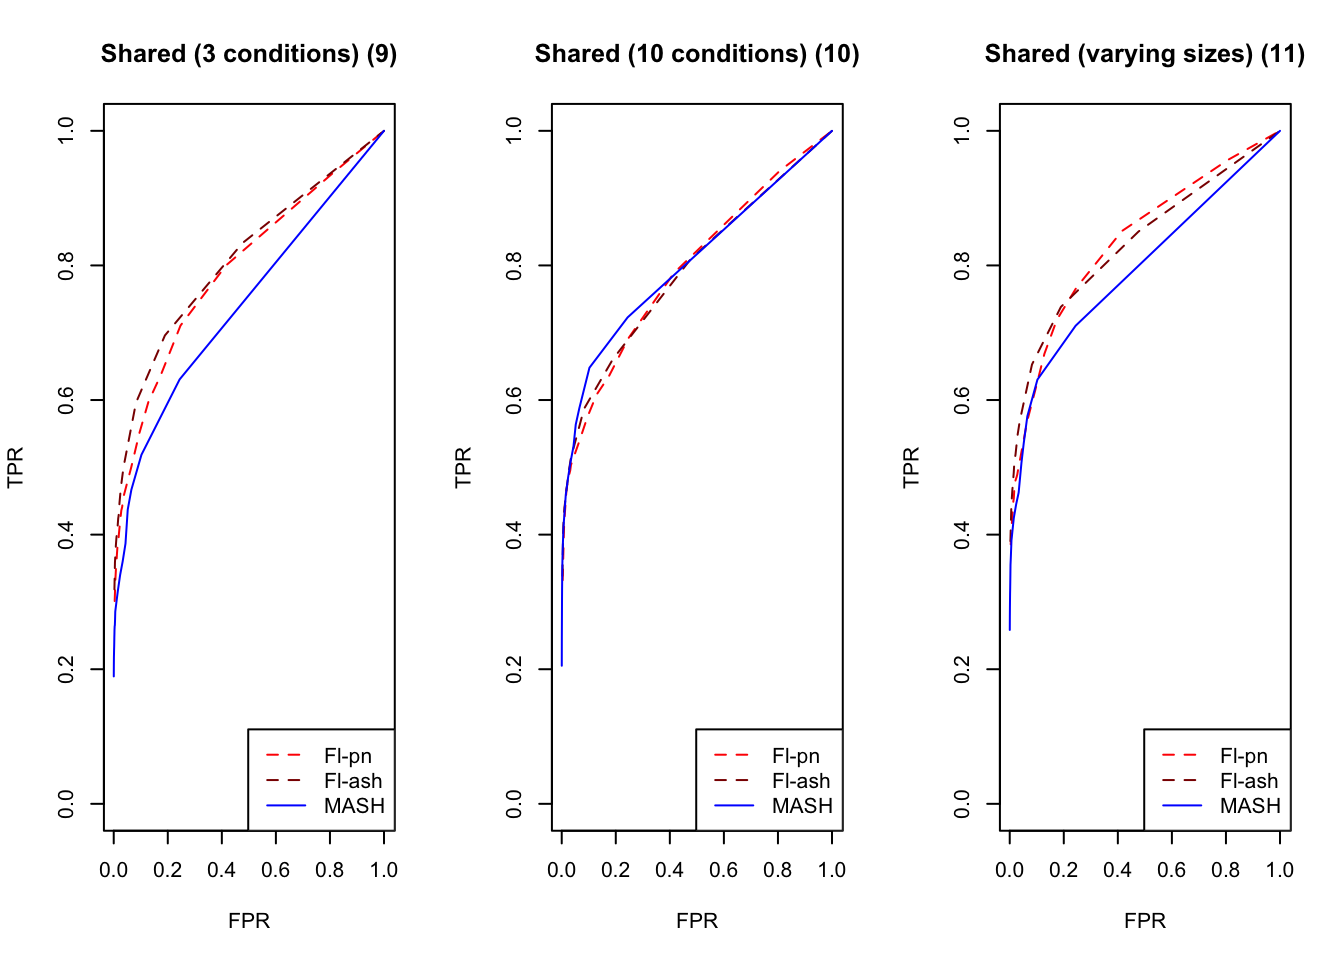 Shared (3 conditions) (9)
TPR
1.0
0.8
0.6
0.4
0.2
0.0
Fl-pn
Fl-ash
MASH
0.0 0.2 0.4 0.6 0.8 1.0
FPR
Shared (10 conditions) (10)
TPR
1.0
0.8
0.6
0.4
0.2
0.0
Fl-pn
Fl-ash
MASH
0.0 0.2 0.4 0.6 0.8 1.0
FPR
Shared (varying sizes) (11)
TPR
1.0
0.8
0.6
0.4
0.2
0.0
Fl-pn
Fl-ash
MASH
0.0 0.2 0.4 0.6 0.8 1.0
FPR